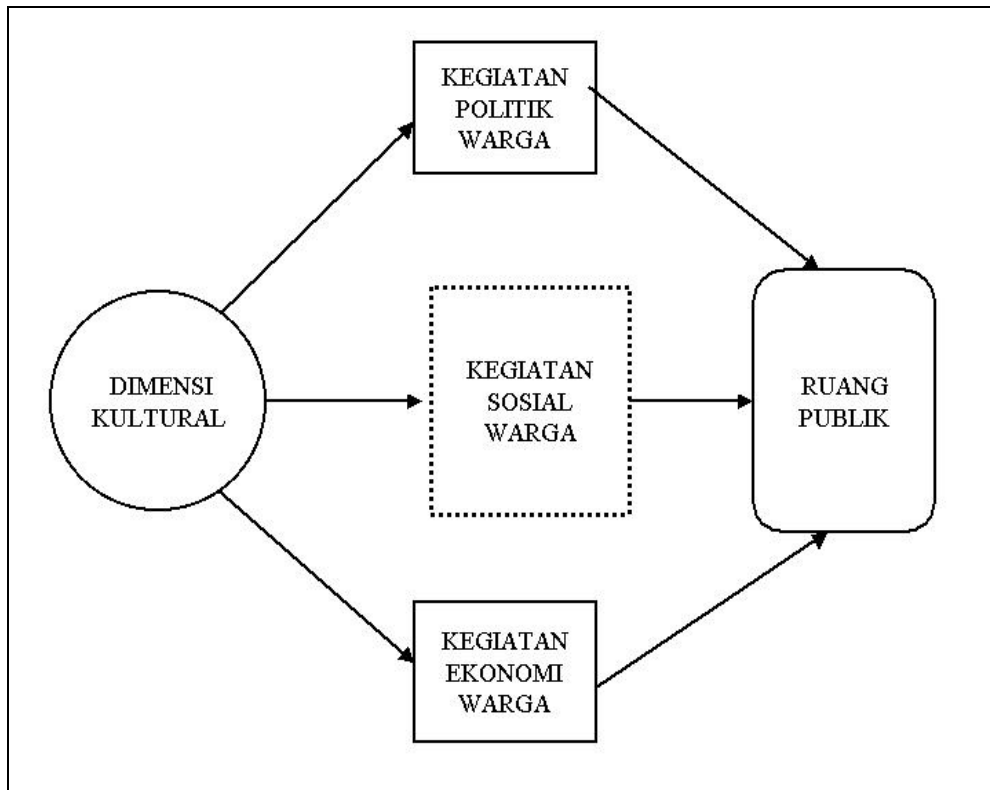 KEGIATAN
POLITIK
WARGA
DIMENSI
KULTURAL
KEGIATAN
SOSIAL
WARGA
RUANG
PUBLIK
KEGIATAN
EKONOMI
WARGA